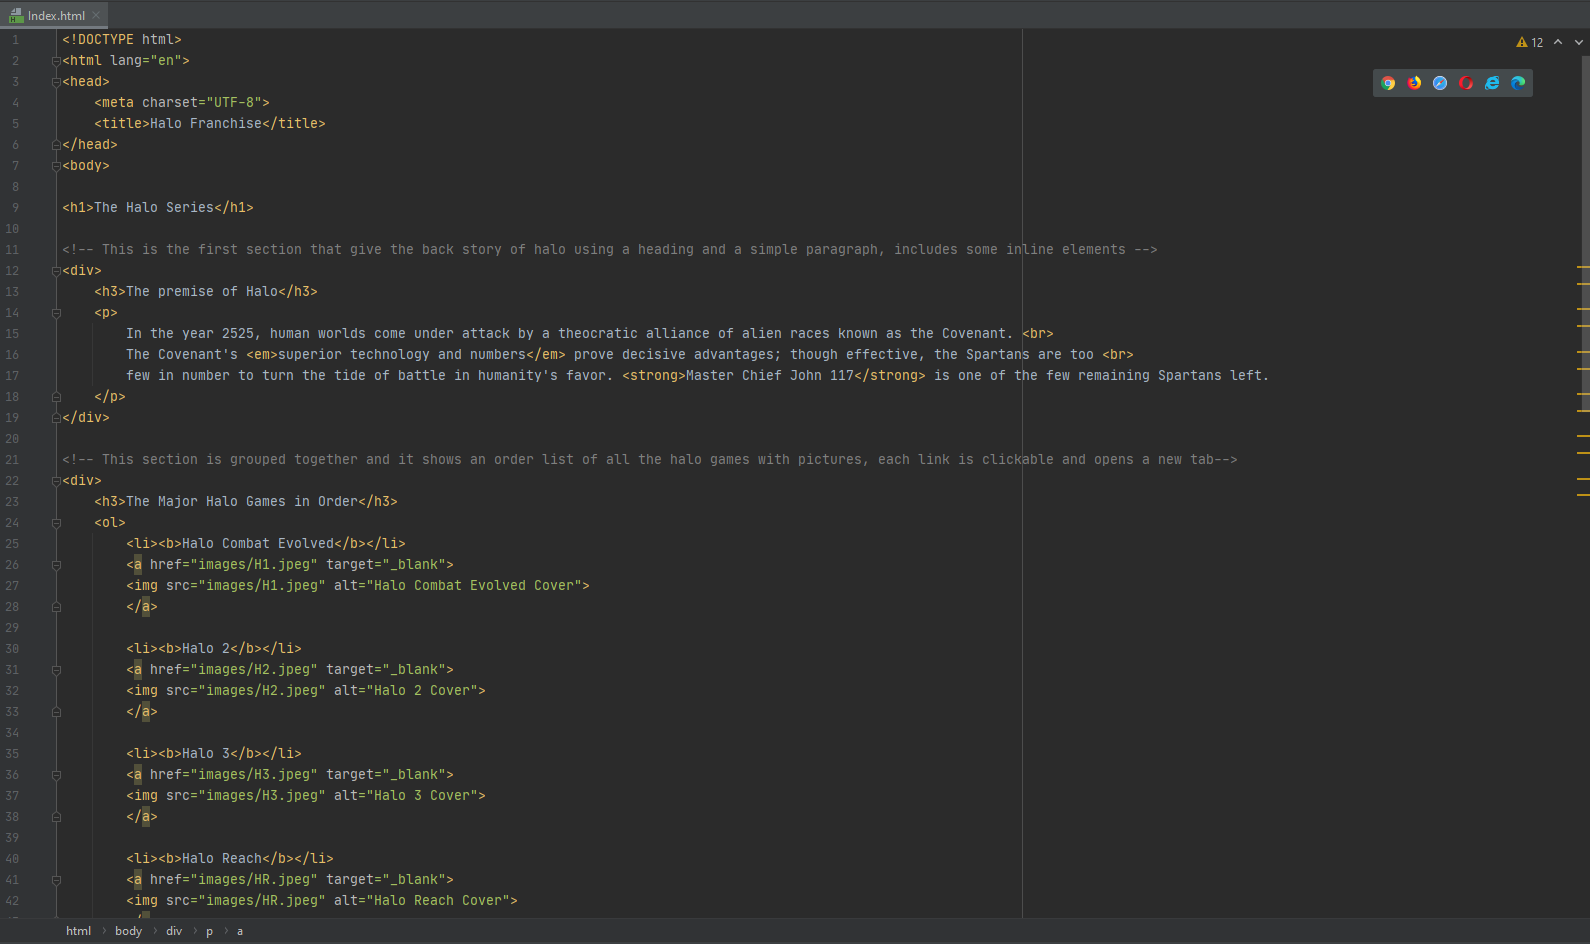 Index.html
12
1 <!DOCTYPE html>
2 <html lang="en">
3 <head>
4 <meta charset="UTF-8">
5 <title>Halo Franchise</title>
6 </head>
7 <body>
8
9 <h1>The Halo Series</h1>
10
11 <!-- This is the first section that give the back story of halo using a heading and a simple paragraph, includes some inline elements -->
12 <div>
13 <h3>The premise of Halo</h3>
14 <p>
15 In the year 2525, human worlds come under attack by a theocratic alliance of alien races known as the Covenant. <br>
16 The Covenant's <em>superior technology and numbers</em> prove decisive advantages; though effective, the Spartans are too <br>
17 few in number to turn the tide of battle in humanity's favor. <strong>Master Chief John 117</strong> is one of the few remaining Spartans left.
18 </p>
19 </div>
20
21 <!-- This section is grouped together and it shows an order list of all the halo games with pictures, each link is clickable and opens a new tab-->
22 <div>
23 <h3>The Major Halo Games in Order</h3>
24 <ol>
25 <li><b>Halo Combat Evolved</b></li>
26 <a href="images/H1.jpeg" target="_blank">
27 <img src="images/H1.jpeg" alt="Halo Combat Evolved Cover">
28 </a>
29
30 <li><b>Halo 2</b></li>
31 <a href="images/H2.jpeg" target="_blank">
32 <img src="images/H2.jpeg" alt="Halo 2 Cover">
33 </a>
34
35 <li><b>Halo 3</b></li>
36 <a href="images/H3.jpeg" target="_blank">
37 <img src="images/H3.jpeg" alt="Halo 3 Cover">
38 </a>
39
40 <li><b>Halo Reach</b></li>
41 <a href="images/HR.jpeg" target="_blank">
42 <img src="images/HR.jpeg" alt="Halo Reach Cover">
html > body > div > p > a